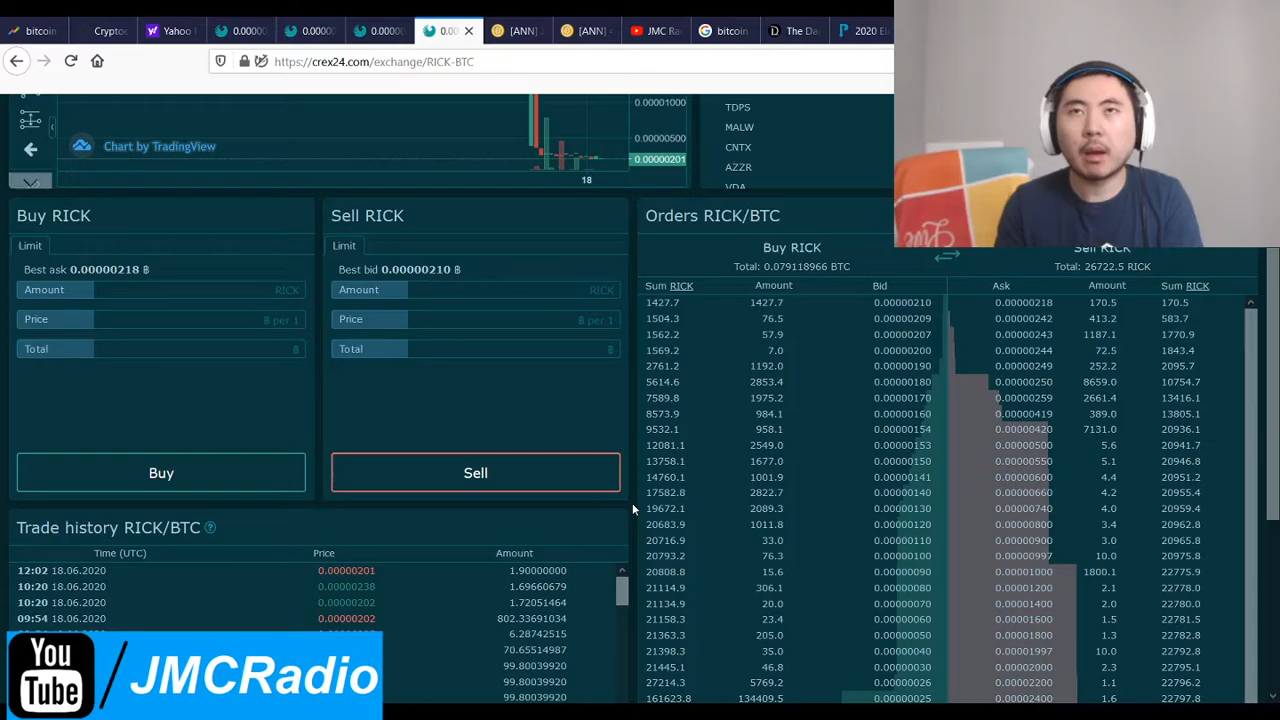 bitcoin
Cryptoc
Yahoo
0.00000
0.00000
0.00000
0.00
[ANN]
[ANN]
JMC Ra
bitcoin
The Da
2020 El
https://crex24.com/exchange/RICK-BTC
0.00001000
0.00000500
0.00000201
Chart by TradingView
18
TDPS
MALW
CNTX
AZZR
VDA
Buy RICK
Limit
Best ask 0.00000218 ฿
Amount RICK
Price ฿ per 1
Total ฿
Buy
Sell RICK
Limit
Best bid 0.00000210 ฿
Amount RICK
Price ฿ per 1
Total ฿
Sell
Orders RICK/BTC
Buy RICK
Total: 0.079118966 BTC
Sell RICK
Total: 26722.5 RICK
Sum RICK Amount Bid Ask Amount Sum RICK
1427.7 1427.7 0.00000210 0.00000218 170.5 170.5
1504.3 76.5 0.00000209 0.00000242 413.2 583.7
1562.2 57.9 0.00000207 0.00000243 1187.1 1770.9
1569.2 7.0 0.00000200 0.00000244 72.5 1843.4
2761.2 1192.0 0.00000190 0.00000249 252.2 2095.7
5614.6 2853.4 0.00000180 0.00000250 8659.0 10754.7
7589.8 1975.2 0.00000170 0.00000259 2661.4 13416.1
8573.9 984.1 0.00000160 0.00000419 389.0 13805.1
9532.1 958.1 0.00000154 0.00000420 7131.0 20936.1
12081.1 2549.0 0.00000153 0.00000500 5.6 20941.7
13758.1 1677.0 0.00000150 0.00000550 5.1 20946.8
14760.1 1001.9 0.00000141 0.00000600 4.4 20951.2
17582.8 2822.7 0.00000140 0.00000660 4.2 20955.4
19672.1 2089.3 0.00000130 0.00000740 4.0 20959.4
20683.9 1011.8 0.00000120 0.00000800 3.4 20962.8
20716.9 33.0 0.00000110 0.00000900 3.0 20965.8
20793.2 76.3 0.00000100 0.00000997 10.0 20975.8
20808.8 15.6 0.00000090 0.00001000 1800.1 22775.9
21114.9 306.1 0.00000080 0.00001200 2.1 22778.0
21134.9 20.0 0.00000070 0.00001400 2.0 22780.0
21158.3 23.4 0.00000060 0.00001600 1.5 22781.5
21363.3 205.0 0.00000050 0.00001800 1.3 22782.8
21398.3 35.0 0.00000040 0.00001997 10.0 22792.8
21445.1 46.8 0.00000030 0.00002000 2.3 22795.1
27214.3 5769.2 0.00000026 0.00002200 1.1 22796.2
161623.8 134409.5 0.00000025 0.00002400 1.6 22797.8
Trade history RICK/BTC ?
Time (UTC) Price Amount
12:02 18.06.2020 0.00000201 1.90000000
10:20 18.06.2020 0.00000238 1.69660679
10:20 18.06.2020 0.00000202 1.72051464
09:54 18.06.2020 0.00000202 802.33691034
6.28742515
70.65514987
99.80039920
99.80039920
99.80039920
You
Tube
/JMCRadio